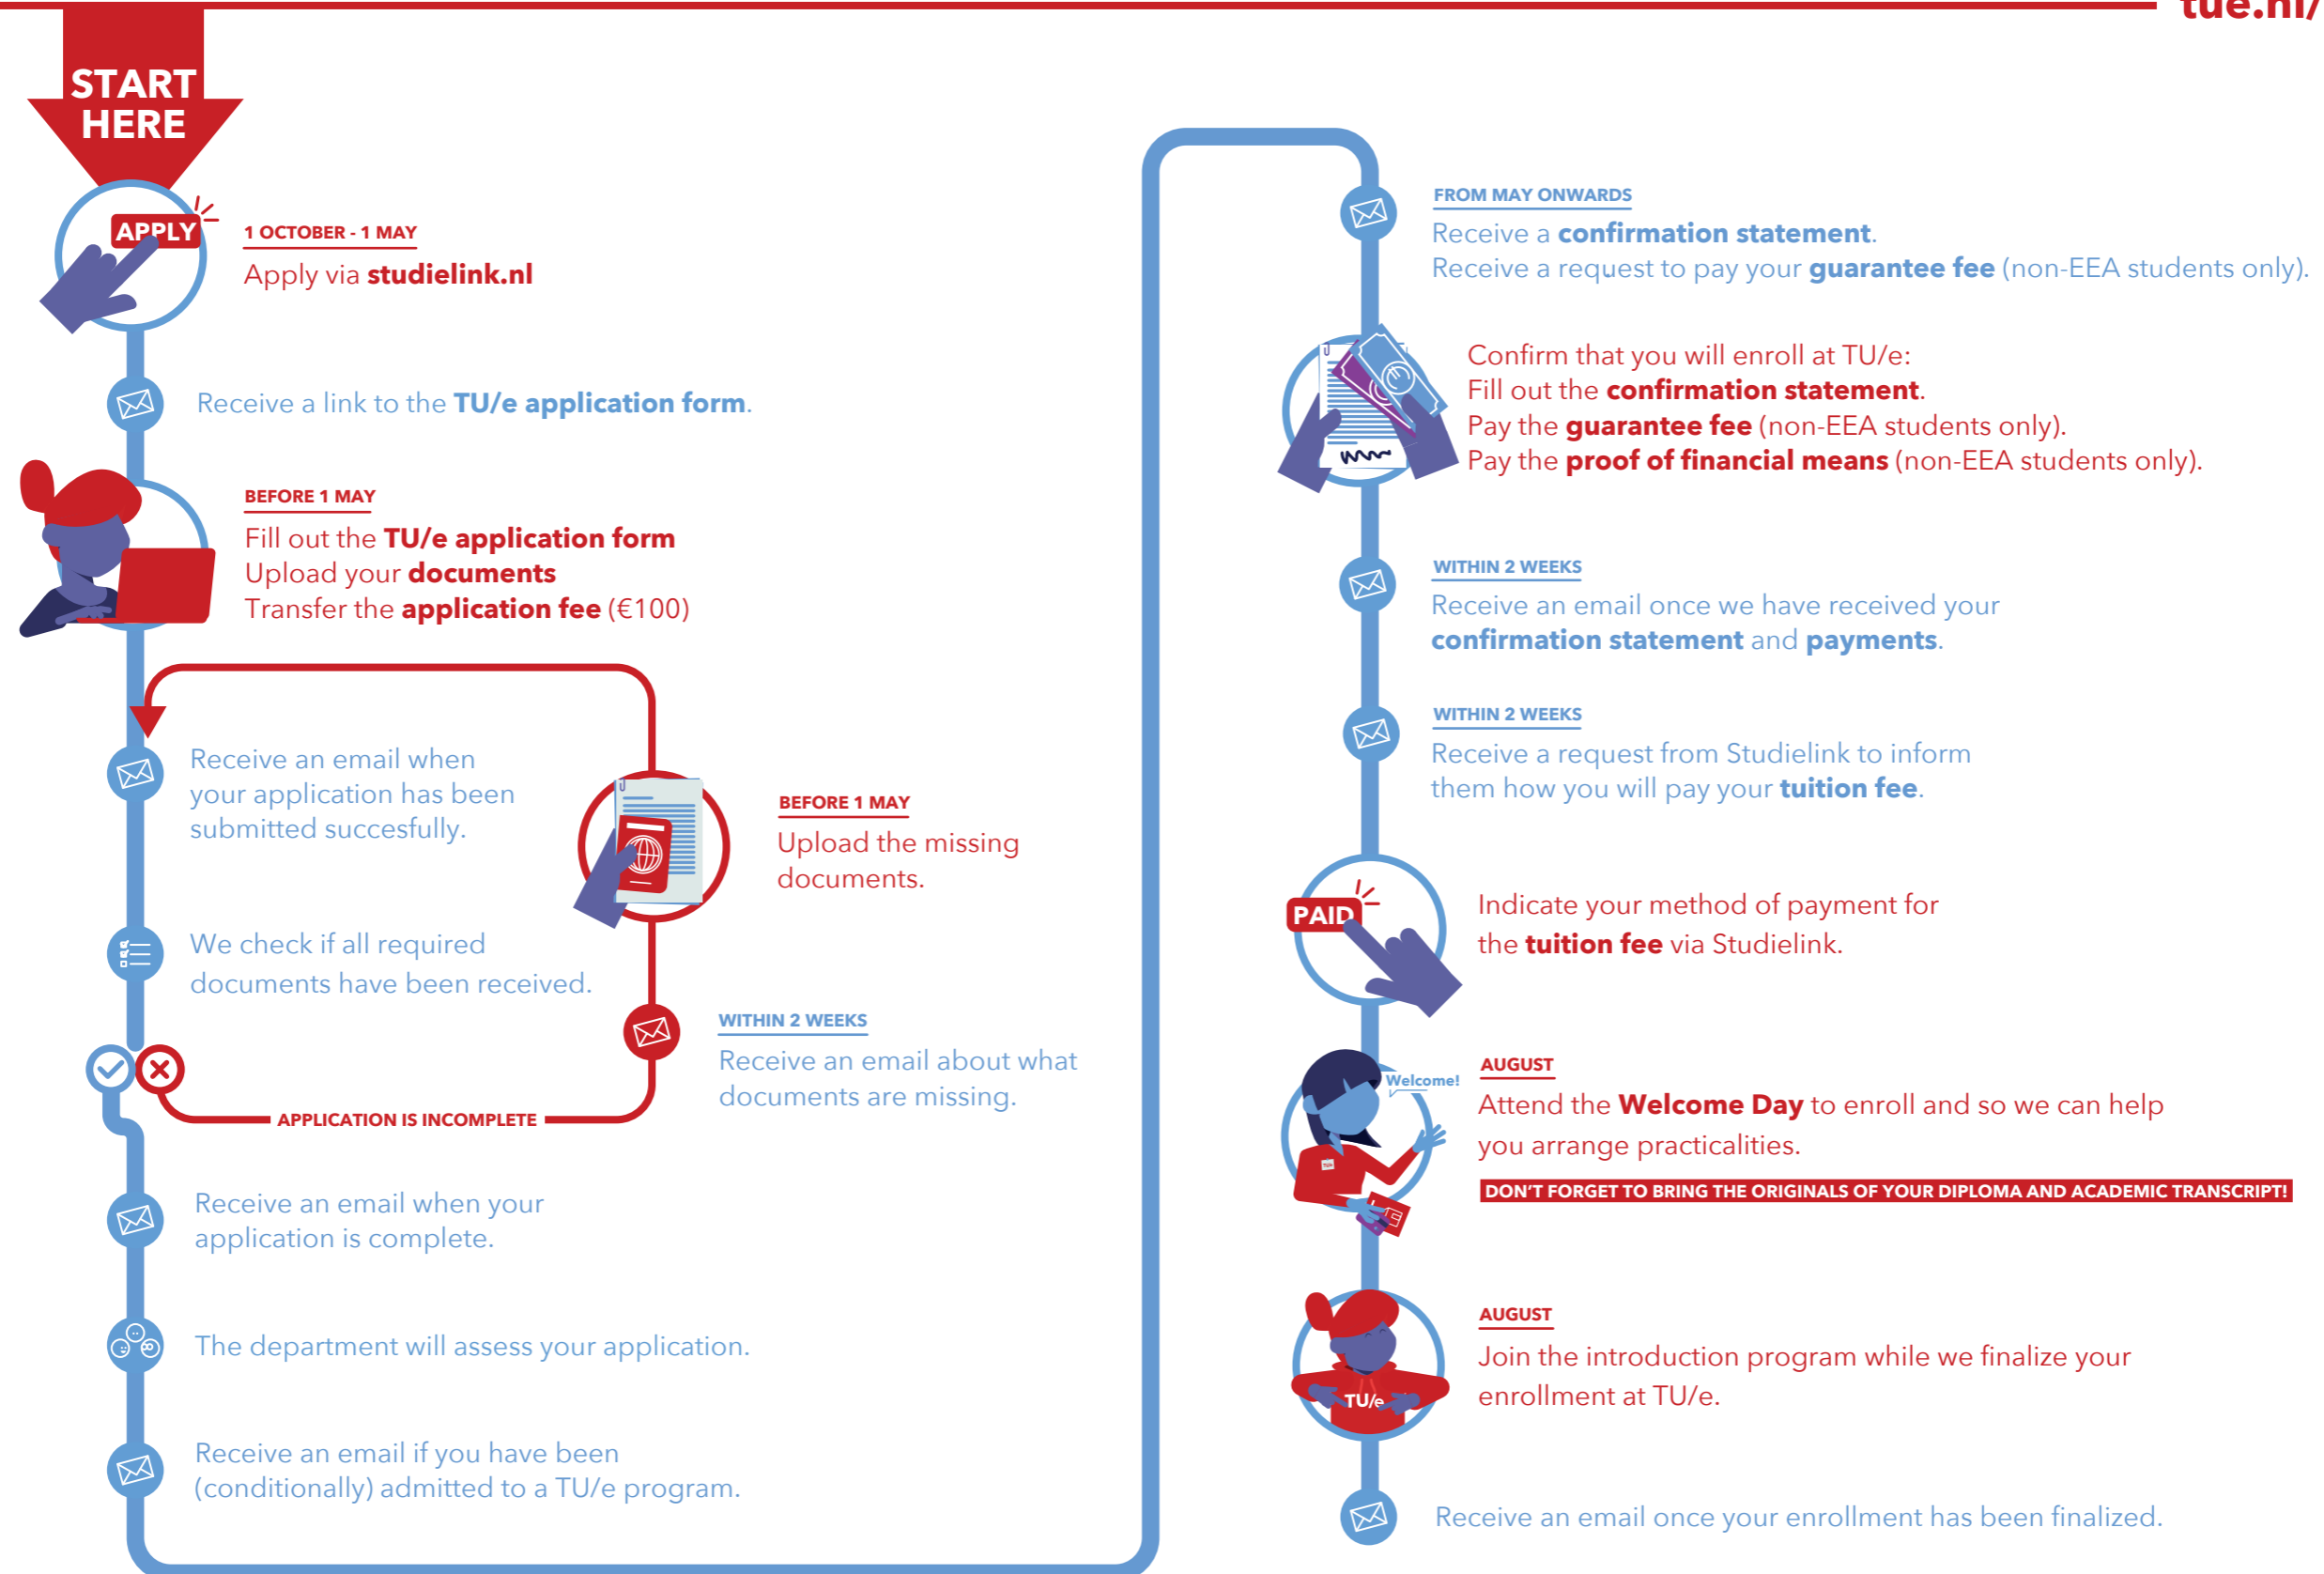 tue.nl/
START
HERE
APPLY
1 OCTOBER - 1 MAY
Apply via studielink.nl
Receive a link to the TU/e application form.
BEFORE 1 MAY
Fill out the TU/e application form
Upload your documents
Transfer the application fee (€100)
Receive an email when
your application has been
submitted succesfully.
BEFORE 1 MAY
Upload the missing
documents.
We check if all required
documents have been received.
WITHIN 2 WEEKS
Receive an email about what
documents are missing.
APPLICATION IS INCOMPLETE
Receive an email when your
application is complete.
The department will assess your application.
Receive an email if you have been
(conditionally) admitted to a TU/e program.
FROM MAY ONWARDS
Receive a confirmation statement.
Receive a request to pay your guarantee fee (non-EEA students only).
Confirm that you will enroll at TU/e:
Fill out the confirmation statement.
Pay the guarantee fee (non-EEA students only).
Pay the proof of financial means (non-EEA students only).
WITHIN 2 WEEKS
Receive an email once we have received your
confirmation statement and payments.
WITHIN 2 WEEKS
Receive a request from Studielink to inform
them how you will pay your tuition fee.
PAID
Indicate your method of payment for
the tuition fee via Studielink.
Welcome!
AUGUST
Attend the Welcome Day to enroll and so we can help
you arrange practicalities.
DON'T FORGET TO BRING THE ORIGINALS OF YOUR DIPLOMA AND ACADEMIC TRANSCRIPT!
AUGUST
Join the introduction program while we finalize your
enrollment at TU/e.
TU/e
Receive an email once your enrollment has been finalized.